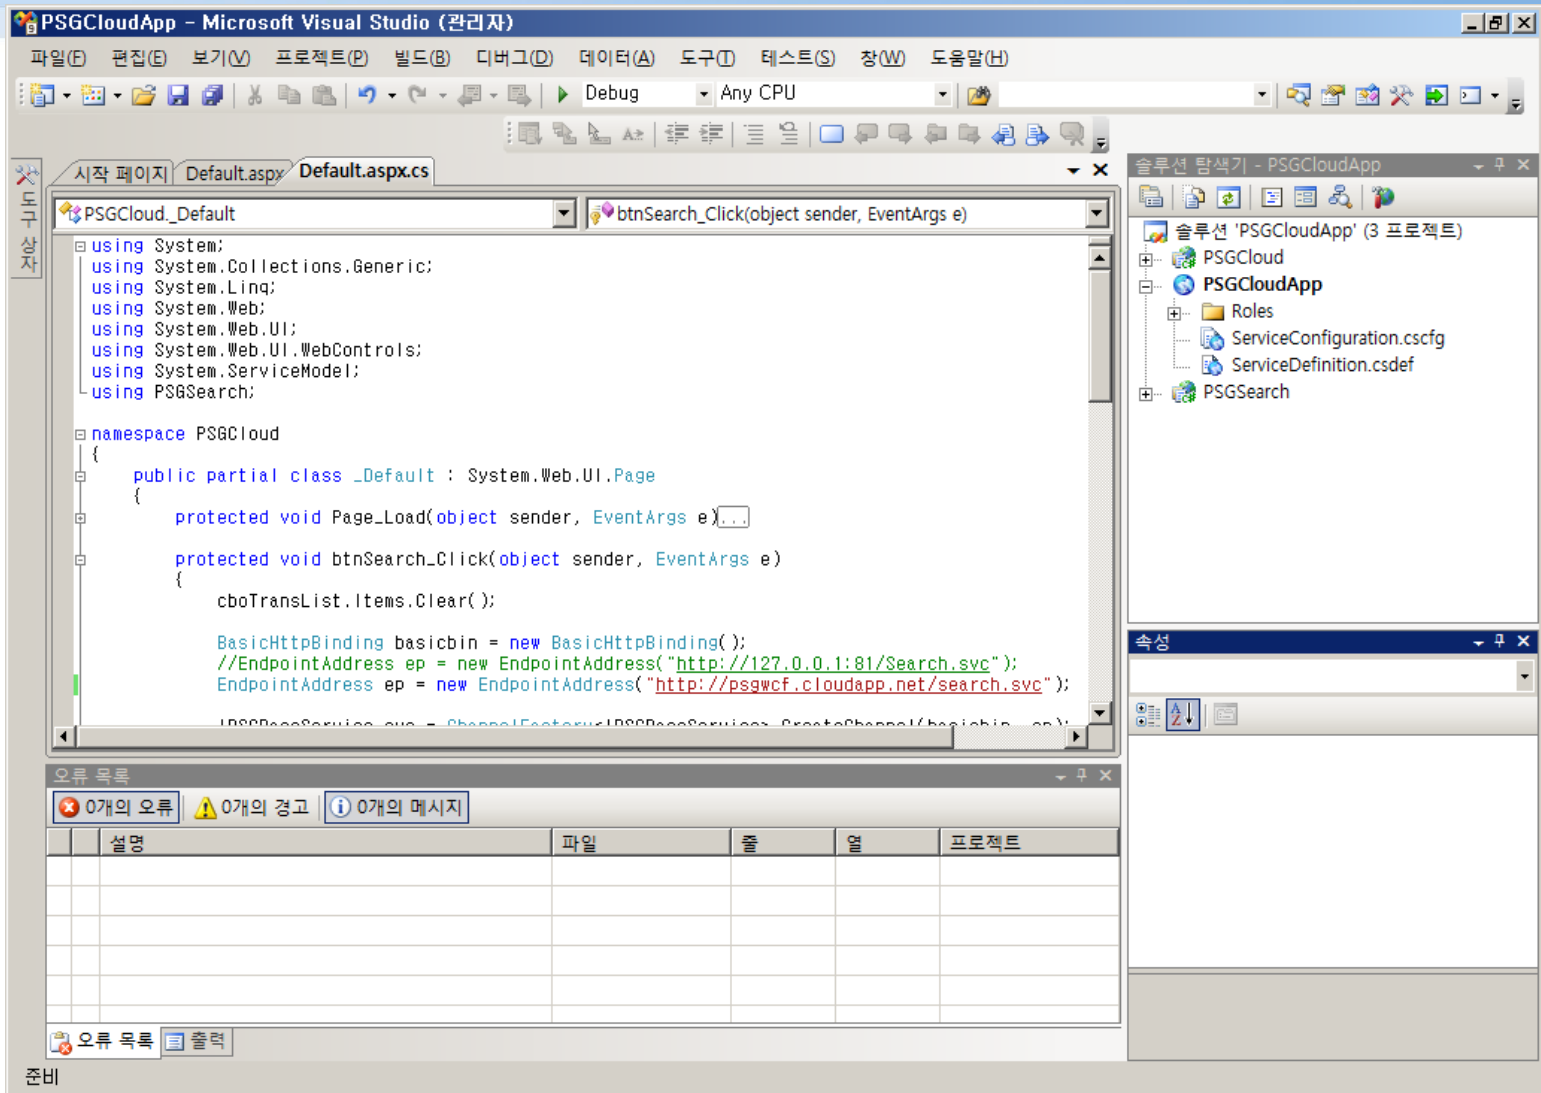 PSGCloudApp - Microsoft Visual Studio (관리자)
파일(F) 편집(E) 보기(V) 프로젝트(P) 빌드(B) 디버그(D) 데이터(A) 도구(T) 테스트(S) 창(W) 도움말(H)
Debug Any CPU
도구 상자
시작 페이지 Default.aspx Default.aspx.cs
PSGCloud._Default btnSearch_Click(object sender, EventArgs e)
using System;
using System.Collections.Generic;
using System.Linq;
using System.Web;
using System.Web.UI;
using System.Web.UI.WebControls;
using System.ServiceModel;
using PSGSearch;
namespace PSGCloud
{
public partial class _Default : System.Web.UI.Page
{
protected void Page_Load(object sender, EventArgs e)...
protected void btnSearch_Click(object sender, EventArgs e)
{
cboTransList.Items.Clear();
BasicHttpBinding basicbin = new BasicHttpBinding();
//EndpointAddress ep = new EndpointAddress("http://127.0.0.1:81/Search.svc");
EndpointAddress ep = new EndpointAddress("http://psgwcf.cloudapp.net/search.svc");
솔루션 탐색기 - PSGCloudApp
솔루션 'PSGCloudApp' (3 프로젝트)
PSGCloud
PSGCloudApp
Roles
ServiceConfiguration.cscfg
ServiceDefinition.csdef
PSGSearch
속성
오류 목록
0개의 오류 0개의 경고 0개의 메시지
설명 파일 줄 열 프로젝트
오류 목록 출력
준비